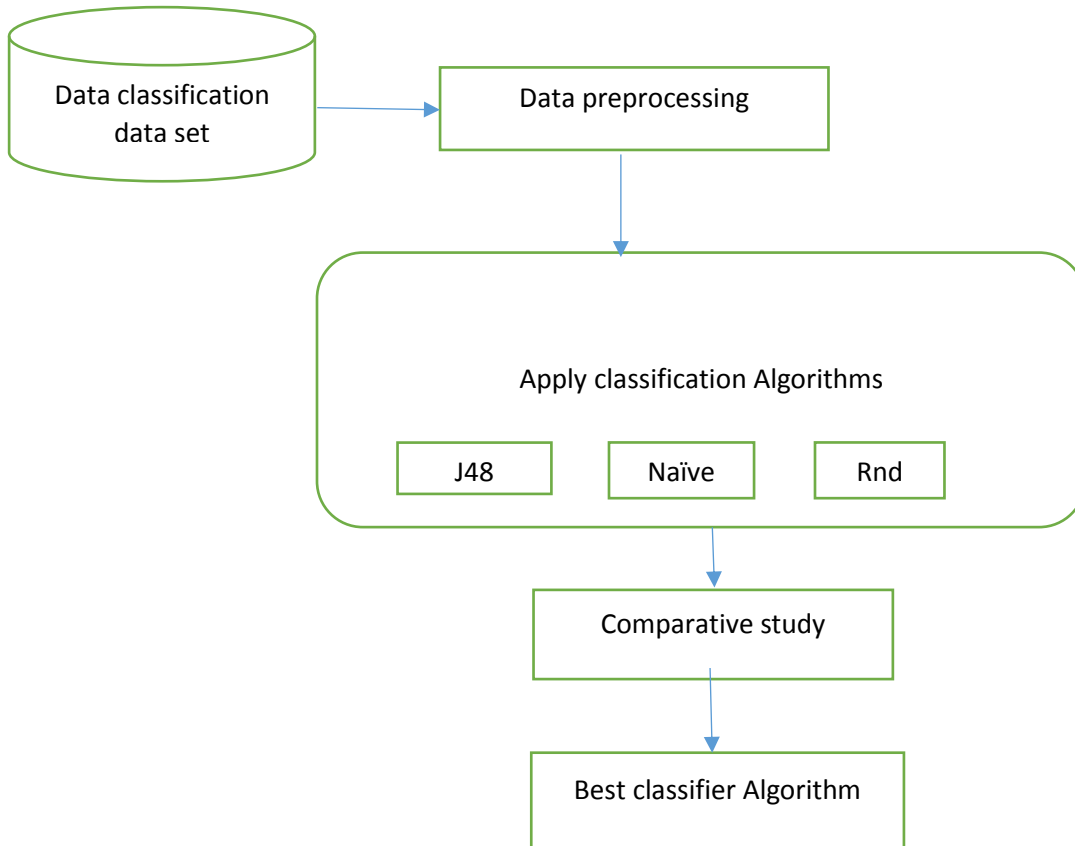 Data classification
data set
Data preprocessing
Apply classification Algorithms
J48
Naïve
Rnd
Comparative study
Best classifier Algorithm